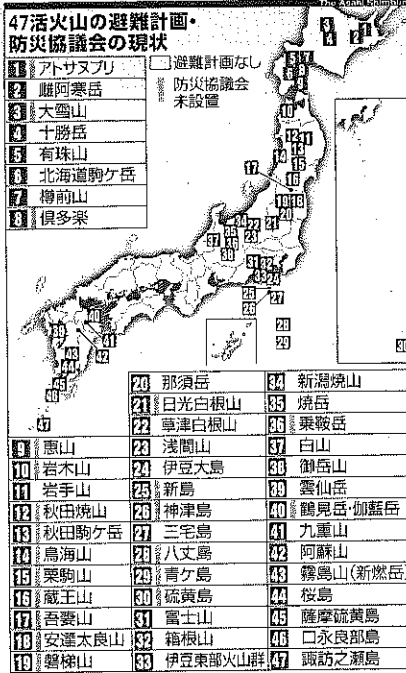 The Asahi Shimbun
47活火山の避難計画・
防災協議会の現状
避難計画なし
防災協議会
未設置
1 アトサヌプリ
2 雌阿寒岳
3 大雪山
4 十勝岳
5 有珠山
6 北海道駒ケ岳
7 樽前山
8 倶多楽
9 恵山
10 岩木山
11 岩手山
12 秋田焼山
13 秋田駒ケ岳
14 鳥海山
15 栗駒山
16 蔵王山
17 吾妻山
18 安達太良山
19 磐梯山
20 那須岳
21 日光白根山
22 草津白根山
23 浅間山
24 伊豆大島
25 新島
26 神津島
27 三宅島
28 八丈島
29 青ケ島
30 硫黄島
31 富士山
32 箱根山
33 伊豆東部火山群
34 新潟焼山
35 焼岳
36 乗鞍岳
37 白山
38 御岳山
39 雲仙岳
40 鶴見岳・伽藍岳
41 九重山
42 阿蘇山
43 霧島山(新燃岳)
44 桜島
45 薩摩硫黄島
46 口永良部島
47 諏訪之瀬島